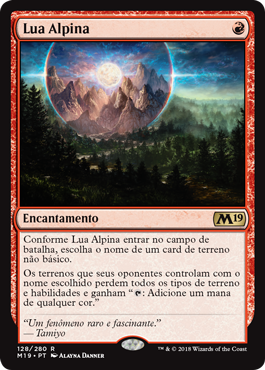 Lua Alpina
Encantamento
M19
Conforme Lua Alpina entrar no campo de
batalha, escolha o nome de um card de terreno
não básico.
Os terrenos que seus oponentes controlam com o
nome escolhido perdem todos os tipos de terreno
e habilidades e ganham “: Adicione um mana
de qualquer cor.”
“Um fenômeno raro e fascinante.”
— Tamiyo
128/280 R
M19 • PT ALAYNA DANNER
™ & © 2018 Wizards of the Coast